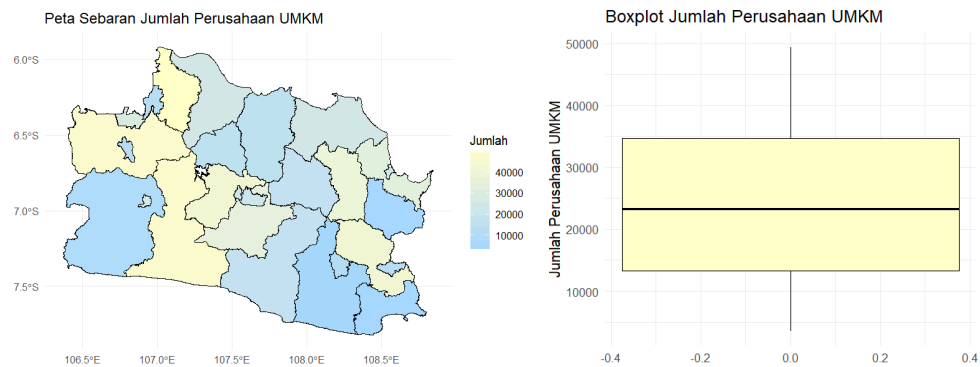 Peta Sebaran Jumlah Perusahaan UMKM
6.0°S
6.5°S
7.0°S
7.5°S
106.5°E 107.0°E 107.5°E 108.0°E 108.5°E
Jumlah
40000
30000
20000
10000
Boxplot Jumlah Perusahaan UMKM
Jumlah Perusahaan UMKM
50000
40000
30000
20000
10000
-0.4 -0.2 0.0 0.2 0.4